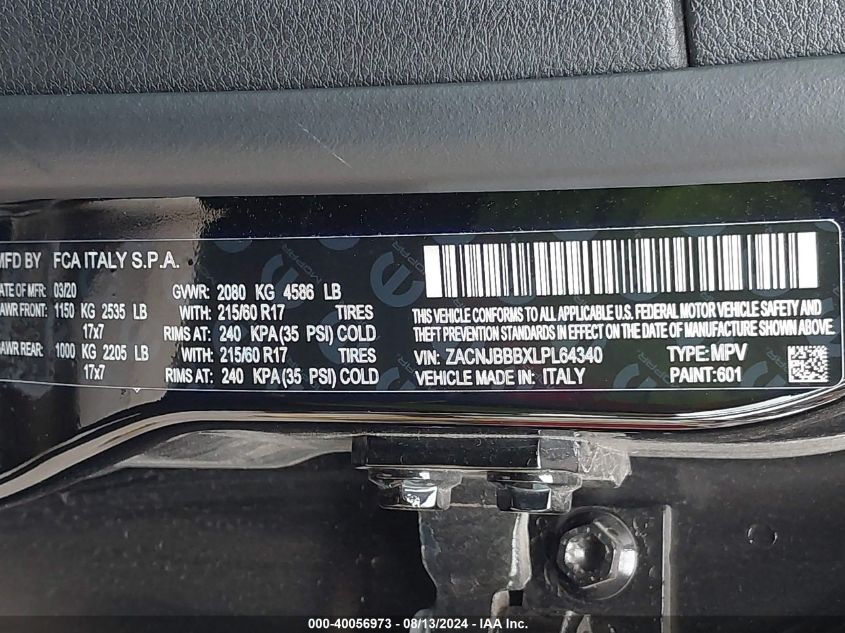 MFD BY FCA ITALY S.P.A.
DATE OF MFR: 03/20 GVWR: 2080 KG 4586 LB
GAWR FRONT: 1150 KG 2535 LB WITH: 215/60 R17 TIRES
17x7 RIMS AT: 240 KPA(35 PSI) COLD
GAWR REAR: 1000 KG 2205 LB WITH: 215/60 R17 TIRES
17x7 RIMS AT: 240 KPA(35 PSI) COLD
THIS VEHICLE CONFORMS TO ALL APPLICABLE U.S. FEDERAL MOTOR VEHICLE SAFETY AND
THEFT PREVENTION STANDARDS IN EFFECT ON THE DATE OF MANUFACTURE SHOWN ABOVE.
VIN: ZACNJBBBXLPL64340 TYPE:MPV
VEHICLE MADE IN: ITALY PAINT:601
000-40056973 - 08/13/2024 - IAA Inc.